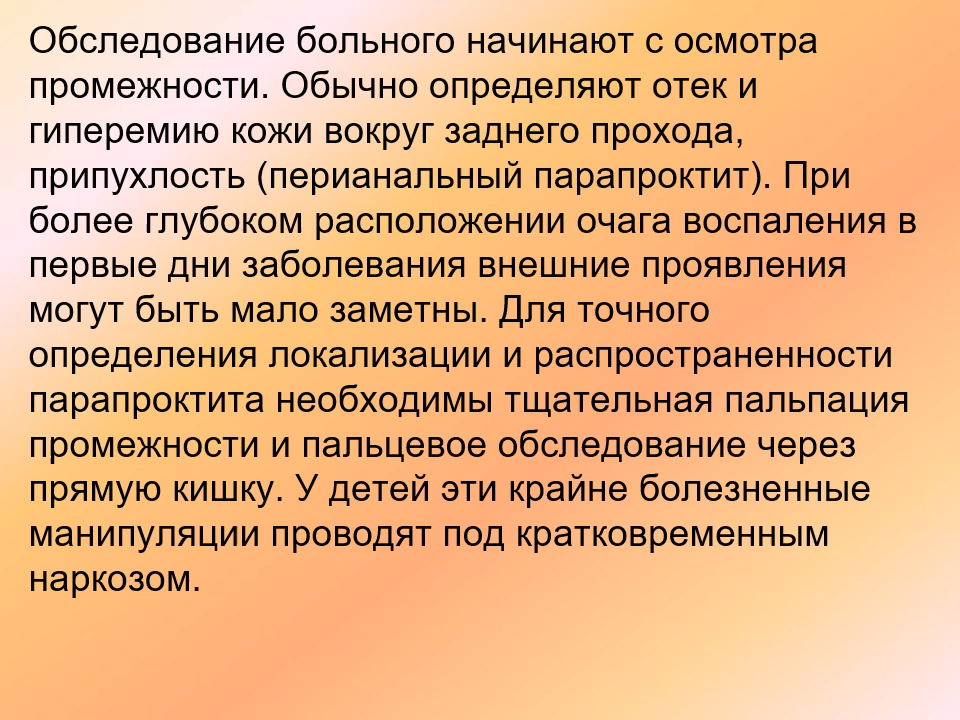 Обследование больного начинают с осмотра
промежности. Обычно определяют отек и
гиперемию кожи вокруг заднего прохода,
припухлость (перианальный парапроктит). При
более глубоком расположении очага воспаления в
первые дни заболевания внешние проявления
могут быть мало заметны. Для точного
определения локализации и распространенности
парапроктита необходимы тщательная пальпация
промежности и пальцевое обследование через
прямую кишку. У детей эти крайне болезненные
манипуляции проводят под кратковременным
наркозом.